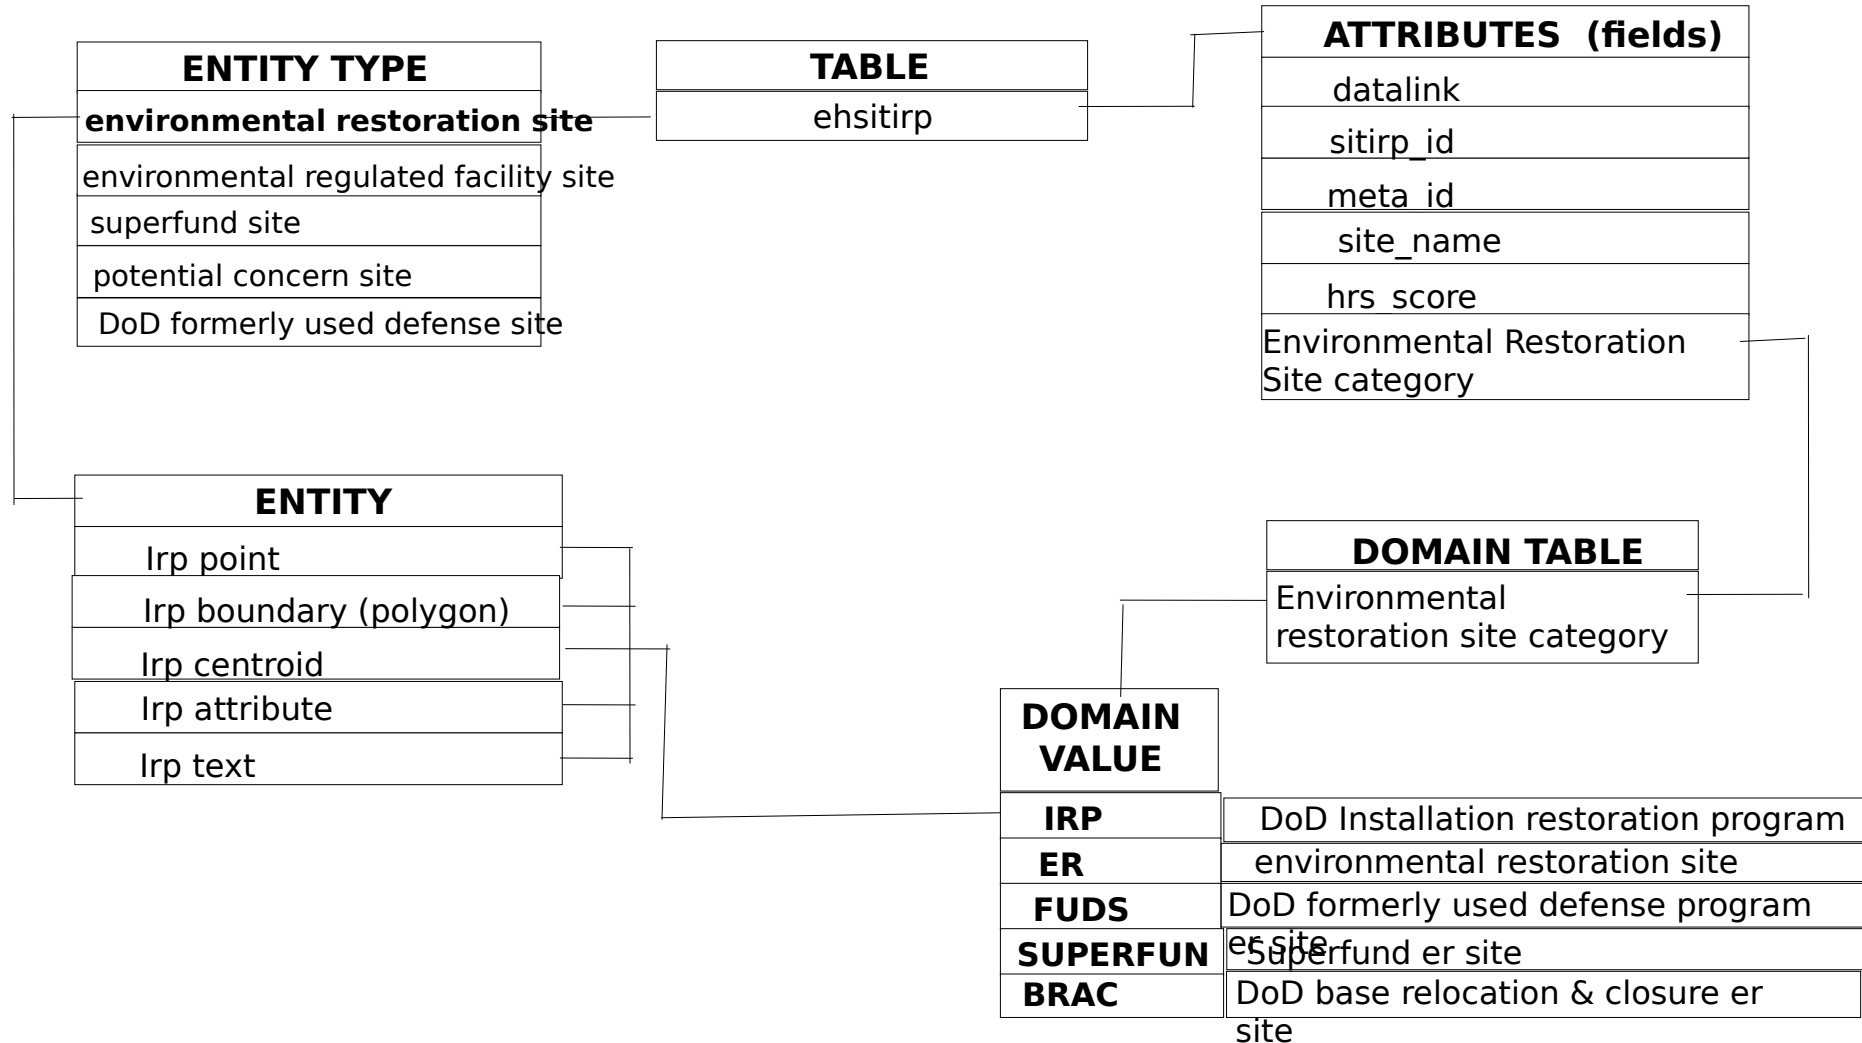 ENTITY TYPE
environmental restoration site
environmental regulated facility site
superfund site
potential concern site
DoD formerly used defense site
TABLE
ehsitirp
ATTRIBUTES (fields)
datalink
sitirp_id
meta_id
site_name
hrs_score
Environmental Restoration
Site category
ENTITY
Irp point
Irp boundary (polygon)
Irp centroid
Irp attribute
Irp text
DOMAIN TABLE
Environmental
restoration site category
DOMAIN
VALUE
IRP
DoD Installation restoration program
ER
environmental restoration site
FUDS
DoD formerly used defense program
er site
SUPERFUN
Superfund er site
BRAC
DoD base relocation & closure er
site